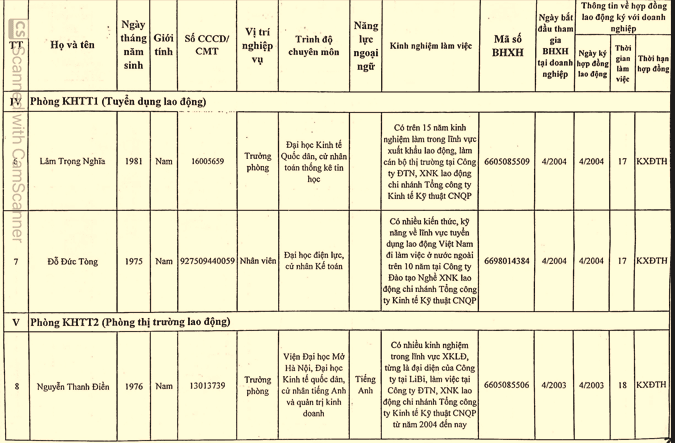 CS Scanned with CamScanner
TT
Họ và tên
Ngày
tháng
năm
sinh
Giới
tính
Số CCCD/
CMT
Vị trí
nghiệp
vụ
Trình độ
chuyên môn
Năng
lực
ngoại
ngữ
Kinh nghiệm làm việc
Mã số
BHXH
Ngày bắt
đầu tham
gia
BHXH
tại doanh
nghiệp
Thông tin về hợp đồng
lao động ký với doanh
nghiệp
Ngày ký
hợp đồng
lao động
Thời
gian
làm
việc
Thời hạn
hợp đồng
IV Phòng KHTT1 (Tuyển dụng lao động)
6
Lâm Trọng Nghĩa
1981
Nam
16005659
Trưởng
phòng
Đại học Kinh tế
Quốc dân, cử nhân
toán thống kê tin
học
Có trên 15 năm kinh
nghiệm làm trong lĩnh vực
xuất khẩu lao động, làm
cán bộ thị trường tại Công
ty ĐTN, XNK lao động
chi nhánh Tổng công ty
Kinh tế Kỹ thuật CNQP
6605085509
4/2004
4/2004
17
KXĐTH
7
Đỗ Đức Tòng
1975
Nam
927509440059
Nhân viên
Đại học điện lực,
cử nhân Kế toán
Có nhiều kiến thức, kỹ
năng về lĩnh vực tuyển
dụng lao động Việt Nam
đi làm việc ở nước ngoài
trên 10 năm tại Công ty
Đào tạo Nghề XNK lao
động chi nhánh Tổng công
ty Kinh tế Kỹ thuật CNQP
6698014384
4/2004
4/2004
17
KXĐTH
V Phòng KHTT2 (Phòng thị trường lao động)
8
Nguyễn Thanh Điển
1976
Nam
13013739
Trưởng
phòng
Viện Đại học Mở
Hà Nội, Đại học
Kinh tế quốc dân,
cử nhân tiếng Anh
và quản trị kinh
doanh
Tiếng
Anh
Có nhiều kinh nghiệm
trong lĩnh vực XKLĐ,
từng là đại diện của Công
ty tại LiBi, làm việc tại
Công ty ĐTN, XNK lao
động chi nhánh Tổng công
ty Kinh tế Kỹ thuật CNQP
từ năm 2004 đến nay
6605085506
4/2003
4/2003
18
KXĐTH